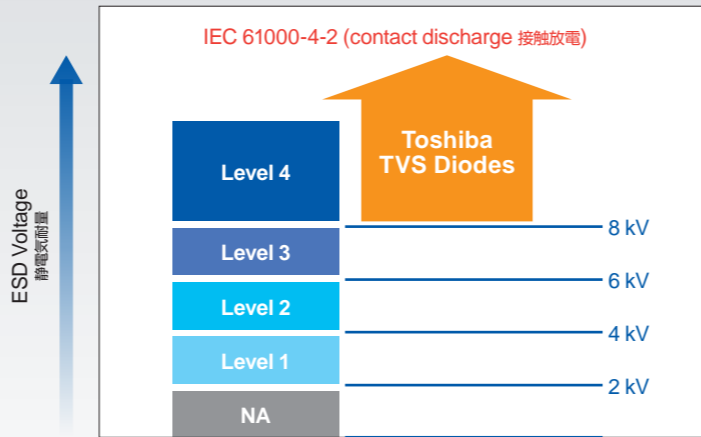 IEC 61000-4-2 (contact discharge 接触放電)
ESD Voltage
静電気耐量
Toshiba
TVS Diodes
Level 4
8 kV
Level 3
6 kV
Level 2
4 kV
Level 1
2 kV
NA